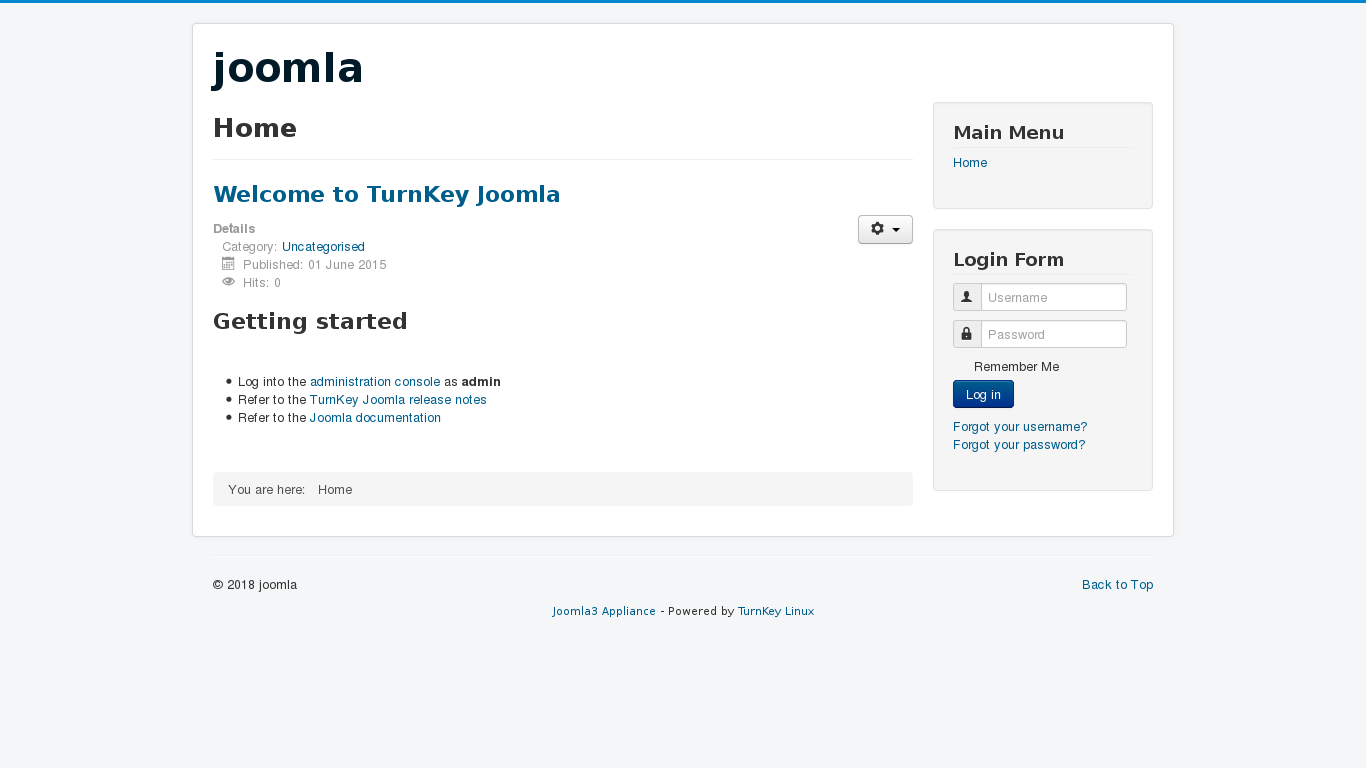 joomla
Home
Welcome to TurnKey Joomla
Details
Category: Uncategorised
Published: 01 June 2015
Hits: 0
Getting started
Log into the administration console as admin
Refer to the TurnKey Joomla release notes
Refer to the Joomla documentation
You are here: Home
Main Menu
Home
Login Form
Username
Password
Remember Me
Log in
Forgot your username?
Forgot your password?
© 2018 joomla
Back to Top
Joomla3 Appliance - Powered by TurnKey Linux